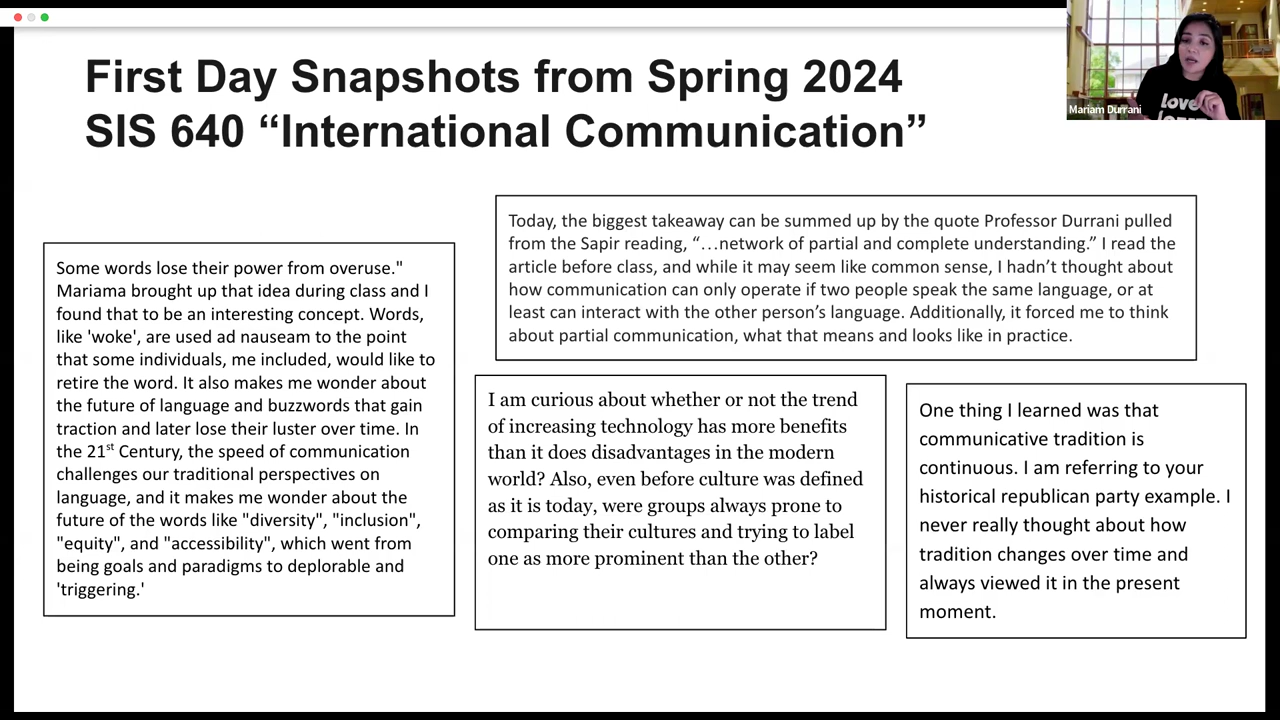 First Day Snapshots from Spring 2024
SIS 640 “International Communication”
Mariam Durrani
love
Today, the biggest takeaway can be summed up by the quote Professor Durrani pulled
from the Sapir reading, “…network of partial and complete understanding.” I read the
article before class, and while it may seem like common sense, I hadn’t thought about
how communication can only operate if two people speak the same language, or at
least can interact with the other person’s language. Additionally, it forced me to think
about partial communication, what that means and looks like in practice.
Some words lose their power from overuse."
Mariama brought up that idea during class and I
found that to be an interesting concept. Words,
like 'woke', are used ad nauseam to the point
that some individuals, me included, would like to
retire the word. It also makes me wonder about
the future of language and buzzwords that gain
traction and later lose their luster over time. In
the 21st Century, the speed of communication
challenges our traditional perspectives on
language, and it makes me wonder about the
future of the words like "diversity", "inclusion",
"equity", and "accessibility", which went from
being goals and paradigms to deplorable and
'triggering.'
I am curious about whether or not the trend
of increasing technology has more benefits
than it does disadvantages in the modern
world? Also, even before culture was defined
as it is today, were groups always prone to
comparing their cultures and trying to label
one as more prominent than the other?
One thing I learned was that
communicative tradition is
continuous. I am referring to your
historical republican party example. I
never really thought about how
tradition changes over time and
always viewed it in the present
moment.